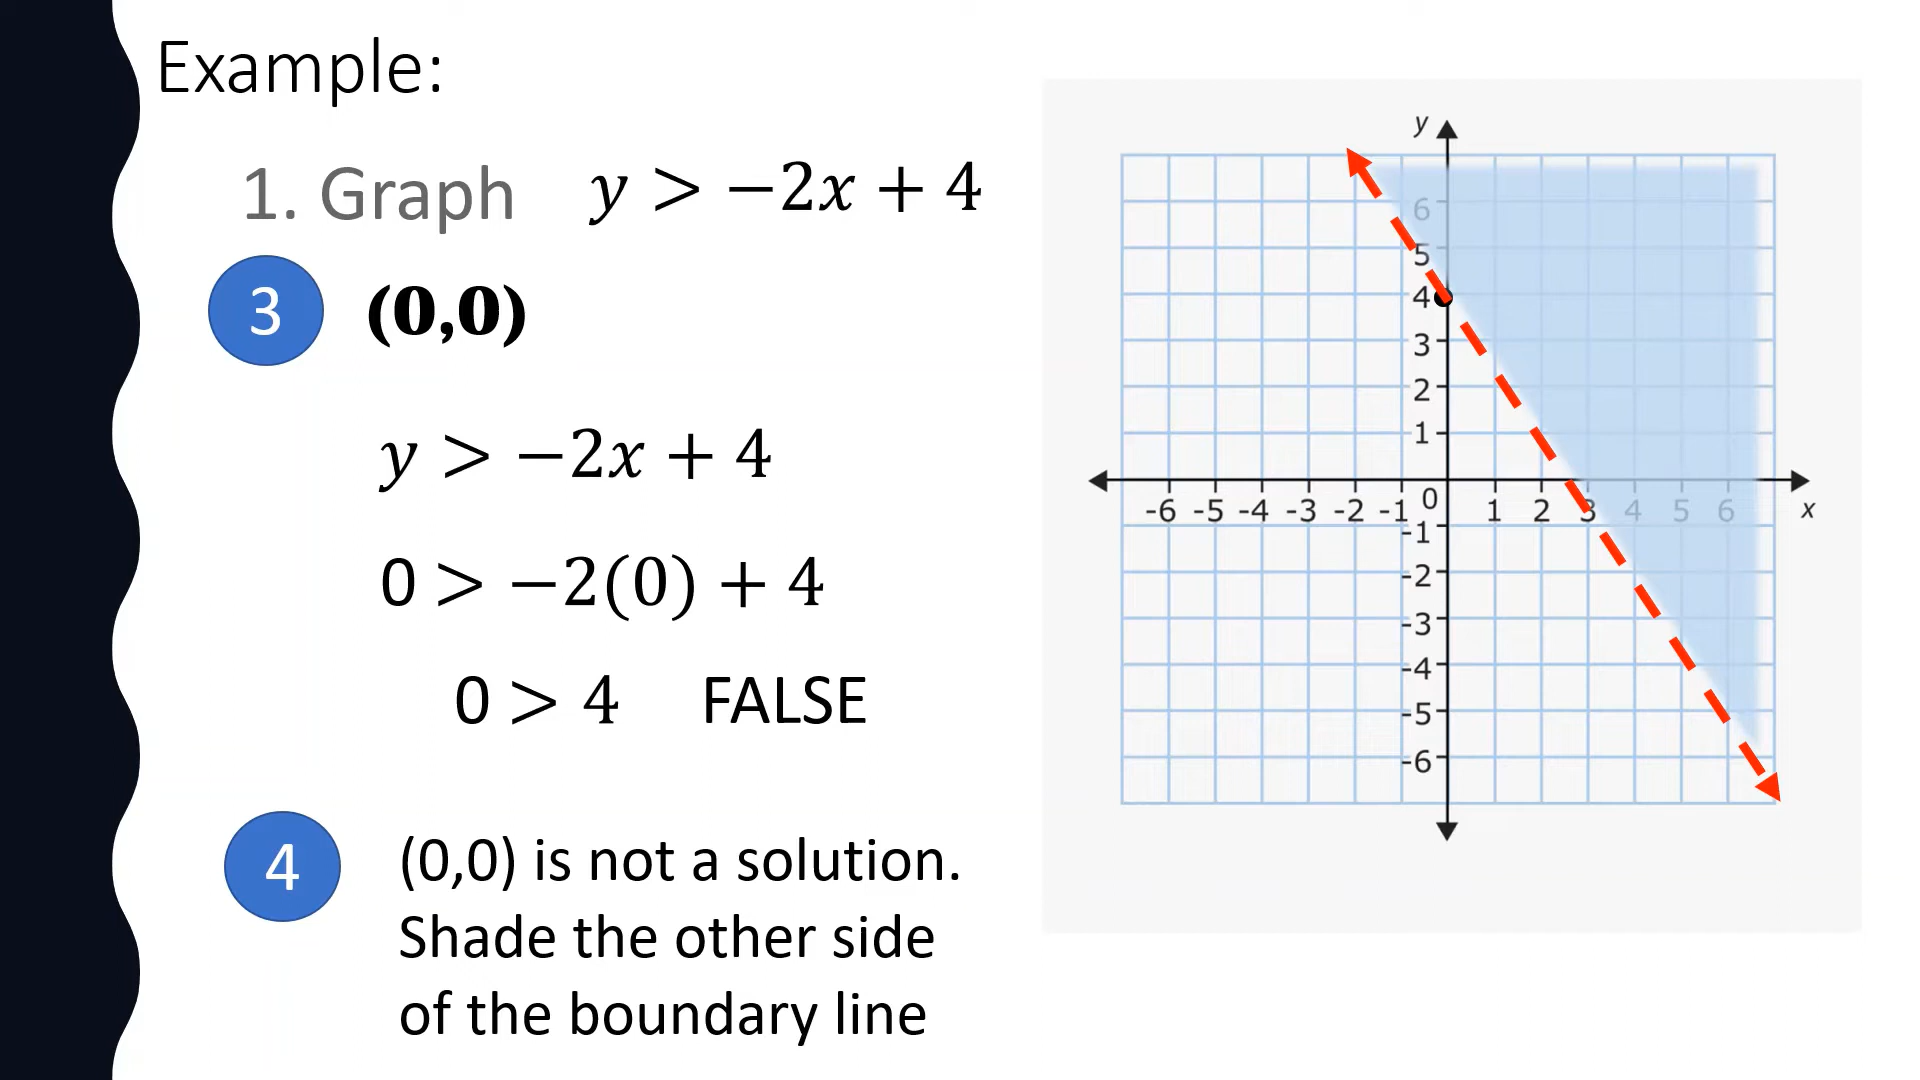 Example:
1. Graph y > −2x + 4
3 (0,0)
y > −2x + 4
0 > −2(0) + 4
0 > 4 FALSE
4 (0,0) is not a solution.
Shade the other side
of the boundary line
y
6
5
4
3
2
1
-6 -5 -4 -3 -2 -1 0 1 2 3 4 5 6 x
-1
-2
-3
-4
-5
-6